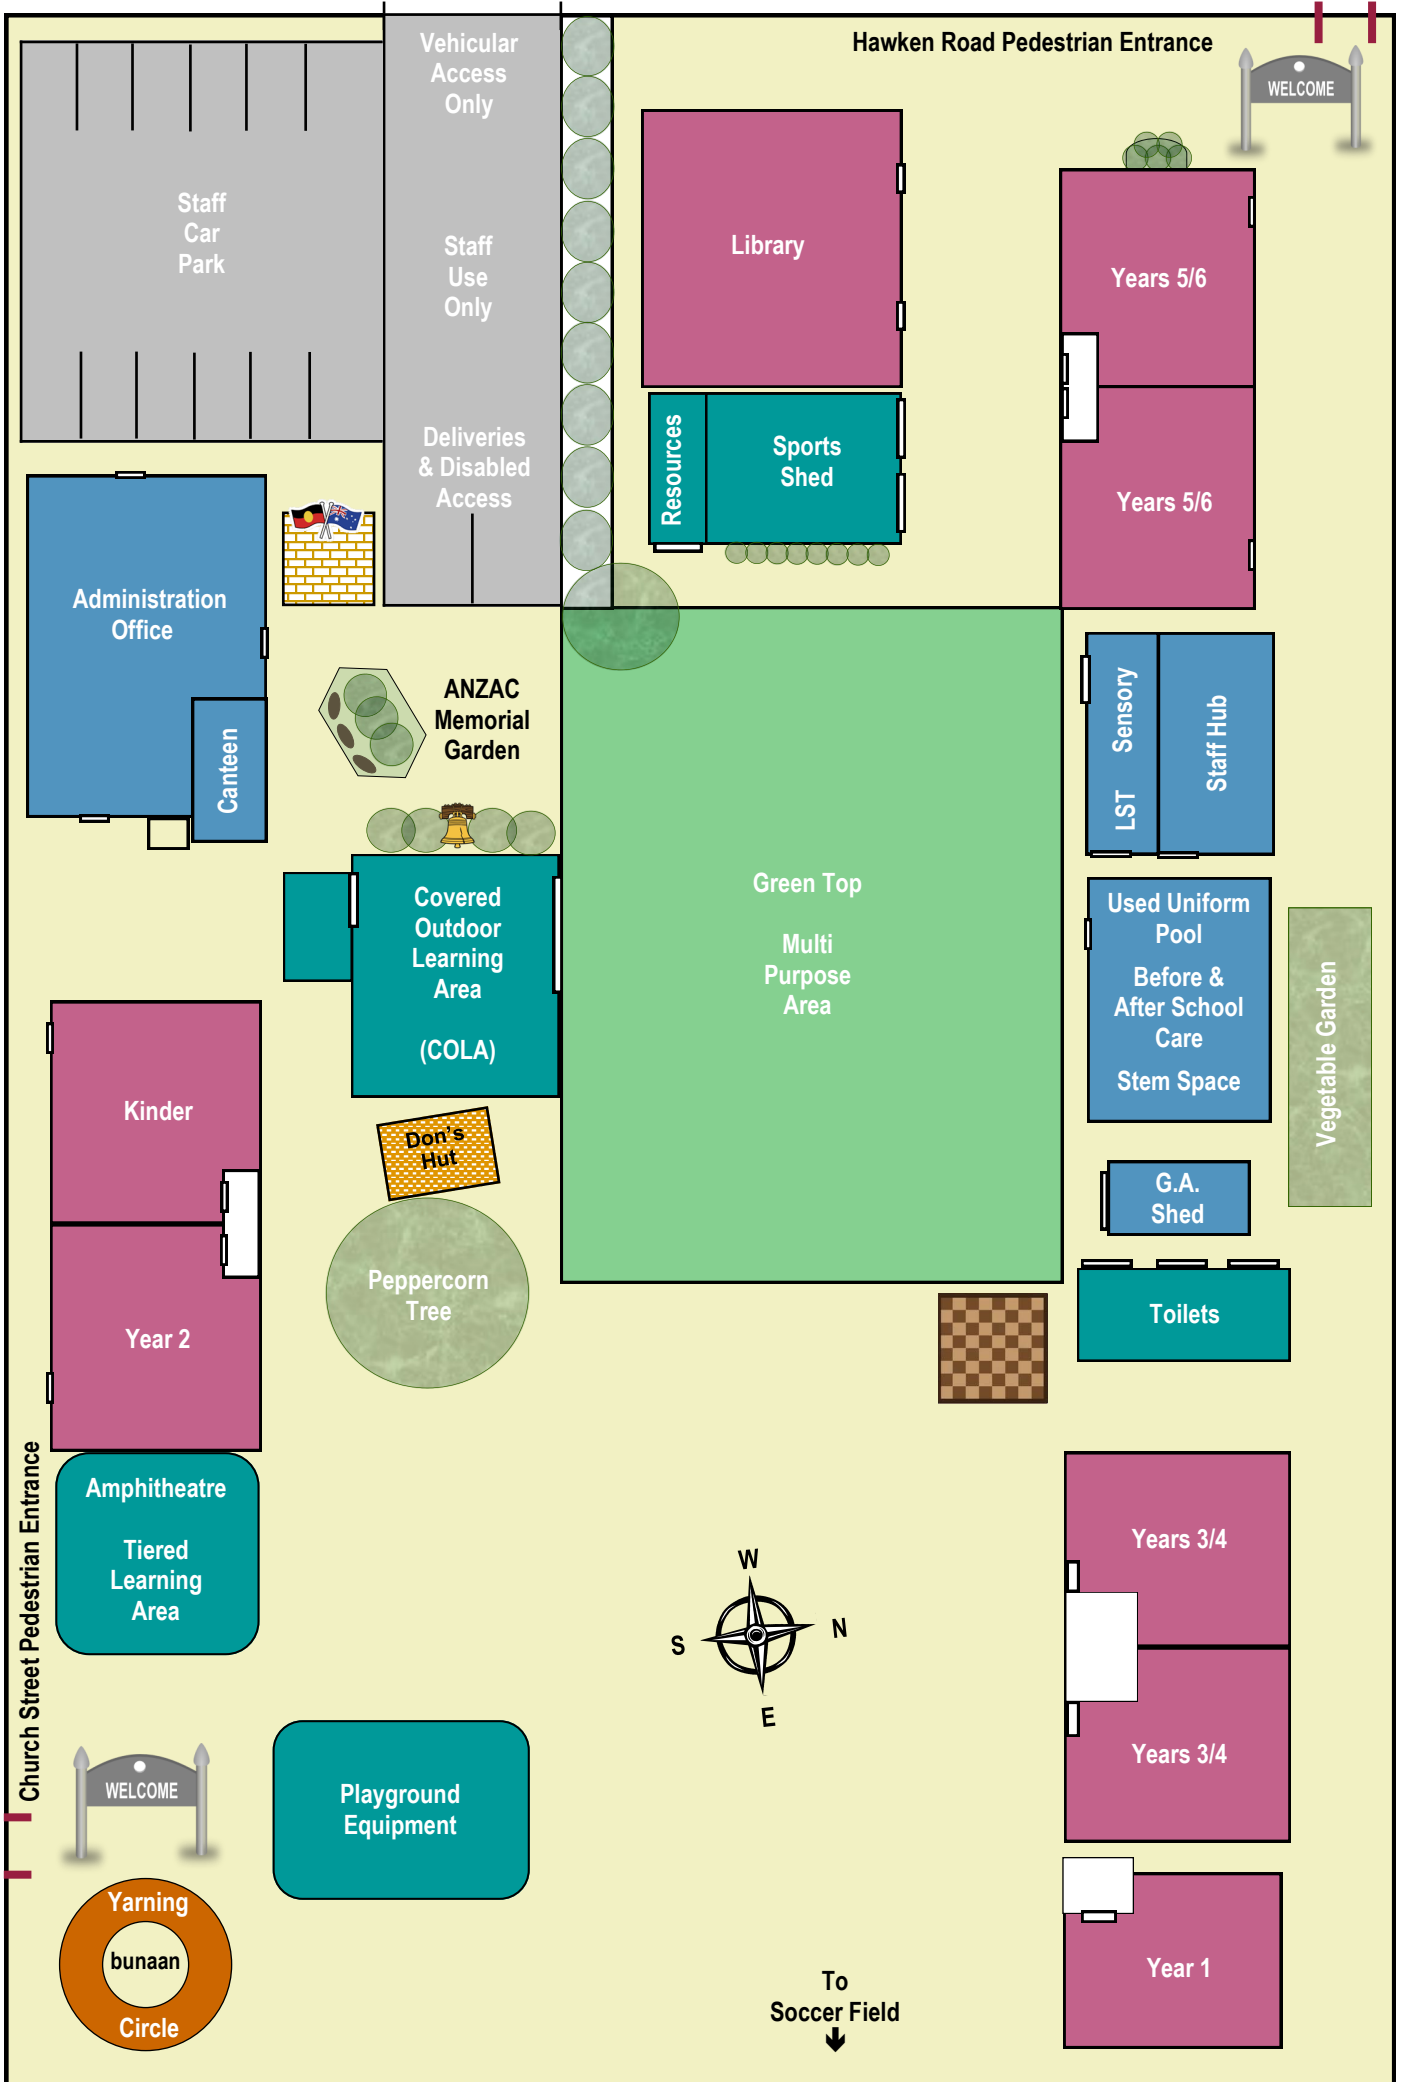 Hawken Road Pedestrian Entrance
WELCOME
Vehicular
Access
Only
Staff
Use
Only
Deliveries
& Disabled
Access
Staff
Car
Park
Library
Resources
Sports
Shed
Years 5/6
Years 5/6
Administration
Office
Canteen
ANZAC
Memorial
Garden
LST Sensory
Staff Hub
Covered
Outdoor
Learning
Area
(COLA)
Green Top
Multi
Purpose
Area
Used Uniform
Pool
Before &
After School
Care
Stem Space
Vegetable Garden
Kinder
Don's
Hut
G.A.
Shed
Peppercorn
Tree
Toilets
Year 2
Church Street Pedestrian Entrance
Amphitheatre
Tiered
Learning
Area
W
S
N
E
Years 3/4
Years 3/4
WELCOME
Playground
Equipment
Yarning
bunaan
Circle
To
Soccer Field
Year 1